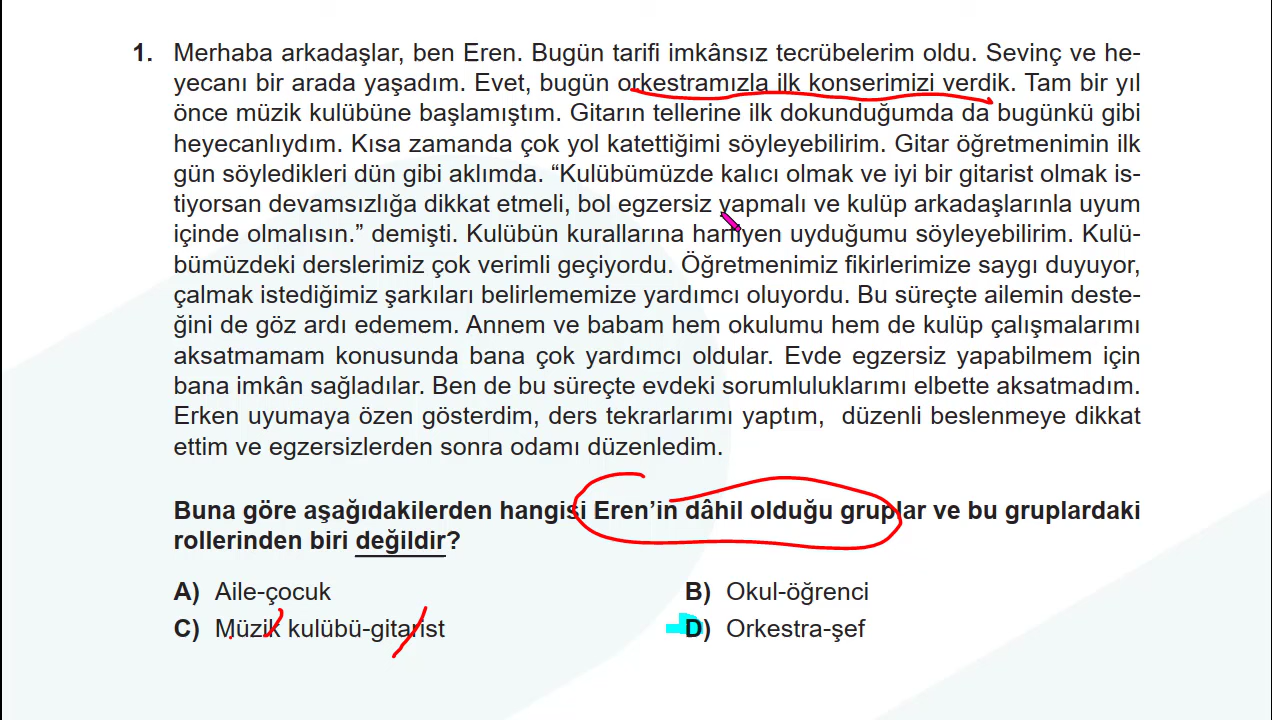 1. Merhaba arkadaşlar, ben Eren. Bugün tarifi imkânsız tecrübelerim oldu. Sevinç ve he-
yecanı bir arada yaşadım. Evet, bugün orkestramızla ilk konserimizi verdik. Tam bir yıl
önce müzik kulübüne başlamıştım. Gitarın tellerine ilk dokunduğumda da bugünkü gibi
heyecanlıydım. Kısa zamanda çok yol katettiğimi söyleyebilirim. Gitar öğretmenimin ilk
gün söyledikleri dün gibi aklımda. “Kulübümüzde kalıcı olmak ve iyi bir gitarist olmak is-
tiyorsan devamsızlığa dikkat etmeli, bol egzersiz yapmalı ve kulüp arkadaşlarınla uyum
içinde olmalısın.” demişti. Kulübün kurallarına harfiyen uyduğumu söyleyebilirim. Kulü-
bümüzdeki derslerimiz çok verimli geçiyordu. Öğretmenimiz fikirlerimize saygı duyuyor,
çalmak istediğimiz şarkıları belirlememize yardımcı oluyordu. Bu süreçte ailemin deste-
ğini de göz ardı edemem. Annem ve babam hem okulumu hem de kulüp çalışmalarımı
aksatmamam konusunda bana çok yardımcı oldular. Evde egzersiz yapabilmem için
bana imkân sağladılar. Ben de bu süreçte evdeki sorumluluklarımı elbette aksatmadım.
Erken uyumaya özen gösterdim, ders tekrarlarımı yaptım, düzenli beslenmeye dikkat
ettim ve egzersizlerden sonra odamı düzenledim.
Buna göre aşağıdakilerden hangisi Eren’in dâhil olduğu gruplar ve bu gruplardaki
rollerinden biri değildir?
A) Aile-çocuk
B) Okul-öğrenci
C) Müzik kulübü-gitarist
D) Orkestra-şef